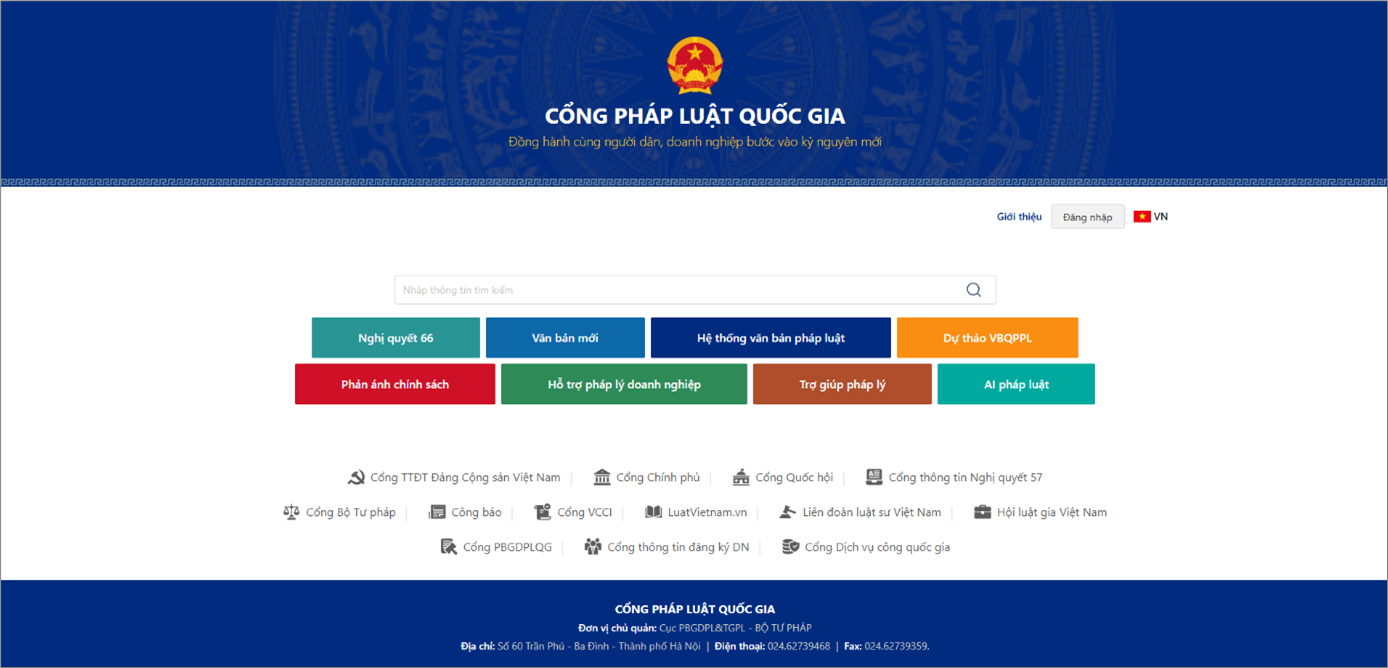 CỔNG PHÁP LUẬT QUỐC GIA
Đồng hành cùng người dân, doanh nghiệp bước vào kỷ nguyên mới
Giới thiệu Đăng nhập VN
Nhập thông tin tìm kiếm
Nghị quyết 66 Văn bản mới Hệ thống văn bản pháp luật Dự thảo VBQPPL
Phản ánh chính sách Hỗ trợ pháp lý doanh nghiệp Trợ giúp pháp lý AI pháp luật
Cổng TTĐT Đảng Cộng sản Việt Nam | Cổng Chính phủ | Cổng Quốc hội | Cổng thông tin Nghị quyết 57
Cổng Bộ Tư pháp | Công báo | Cổng VCCI | LuatVietnam.vn | Liên đoàn luật sư Việt Nam | Hội luật gia Việt Nam
Cổng PBGDPLQG | Cổng thông tin đăng ký DN | Cổng Dịch vụ công quốc gia
CỔNG PHÁP LUẬT QUỐC GIA
Đơn vị chủ quản: Cục PBGDPL&TGPL - BỘ TƯ PHÁP
Địa chỉ: Số 60 Trần Phú - Ba Đình - Thành phố Hà Nội | Điện thoại: 024.62739468 | Fax: 024.62739359.